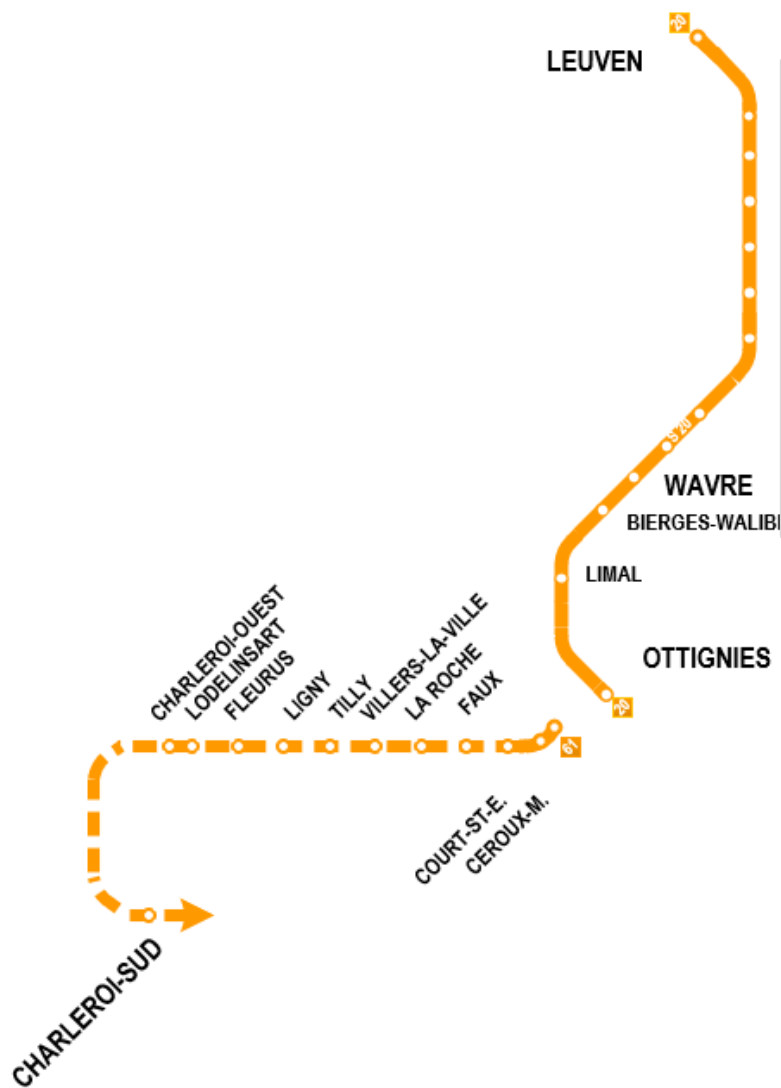 20
LEUVEN
S 20
WAVRE
BIERGES-WALIBI
LIMAL
OTTIGNIES
20
61
CHARLEROI-OUEST
LODELINSART
FLEURUS
LIGNY
TILLY
VILLERS-LA-VILLE
LA ROCHE
FAUX
COURT-ST-E.
CEROUX-M.
CHARLEROI-SUD